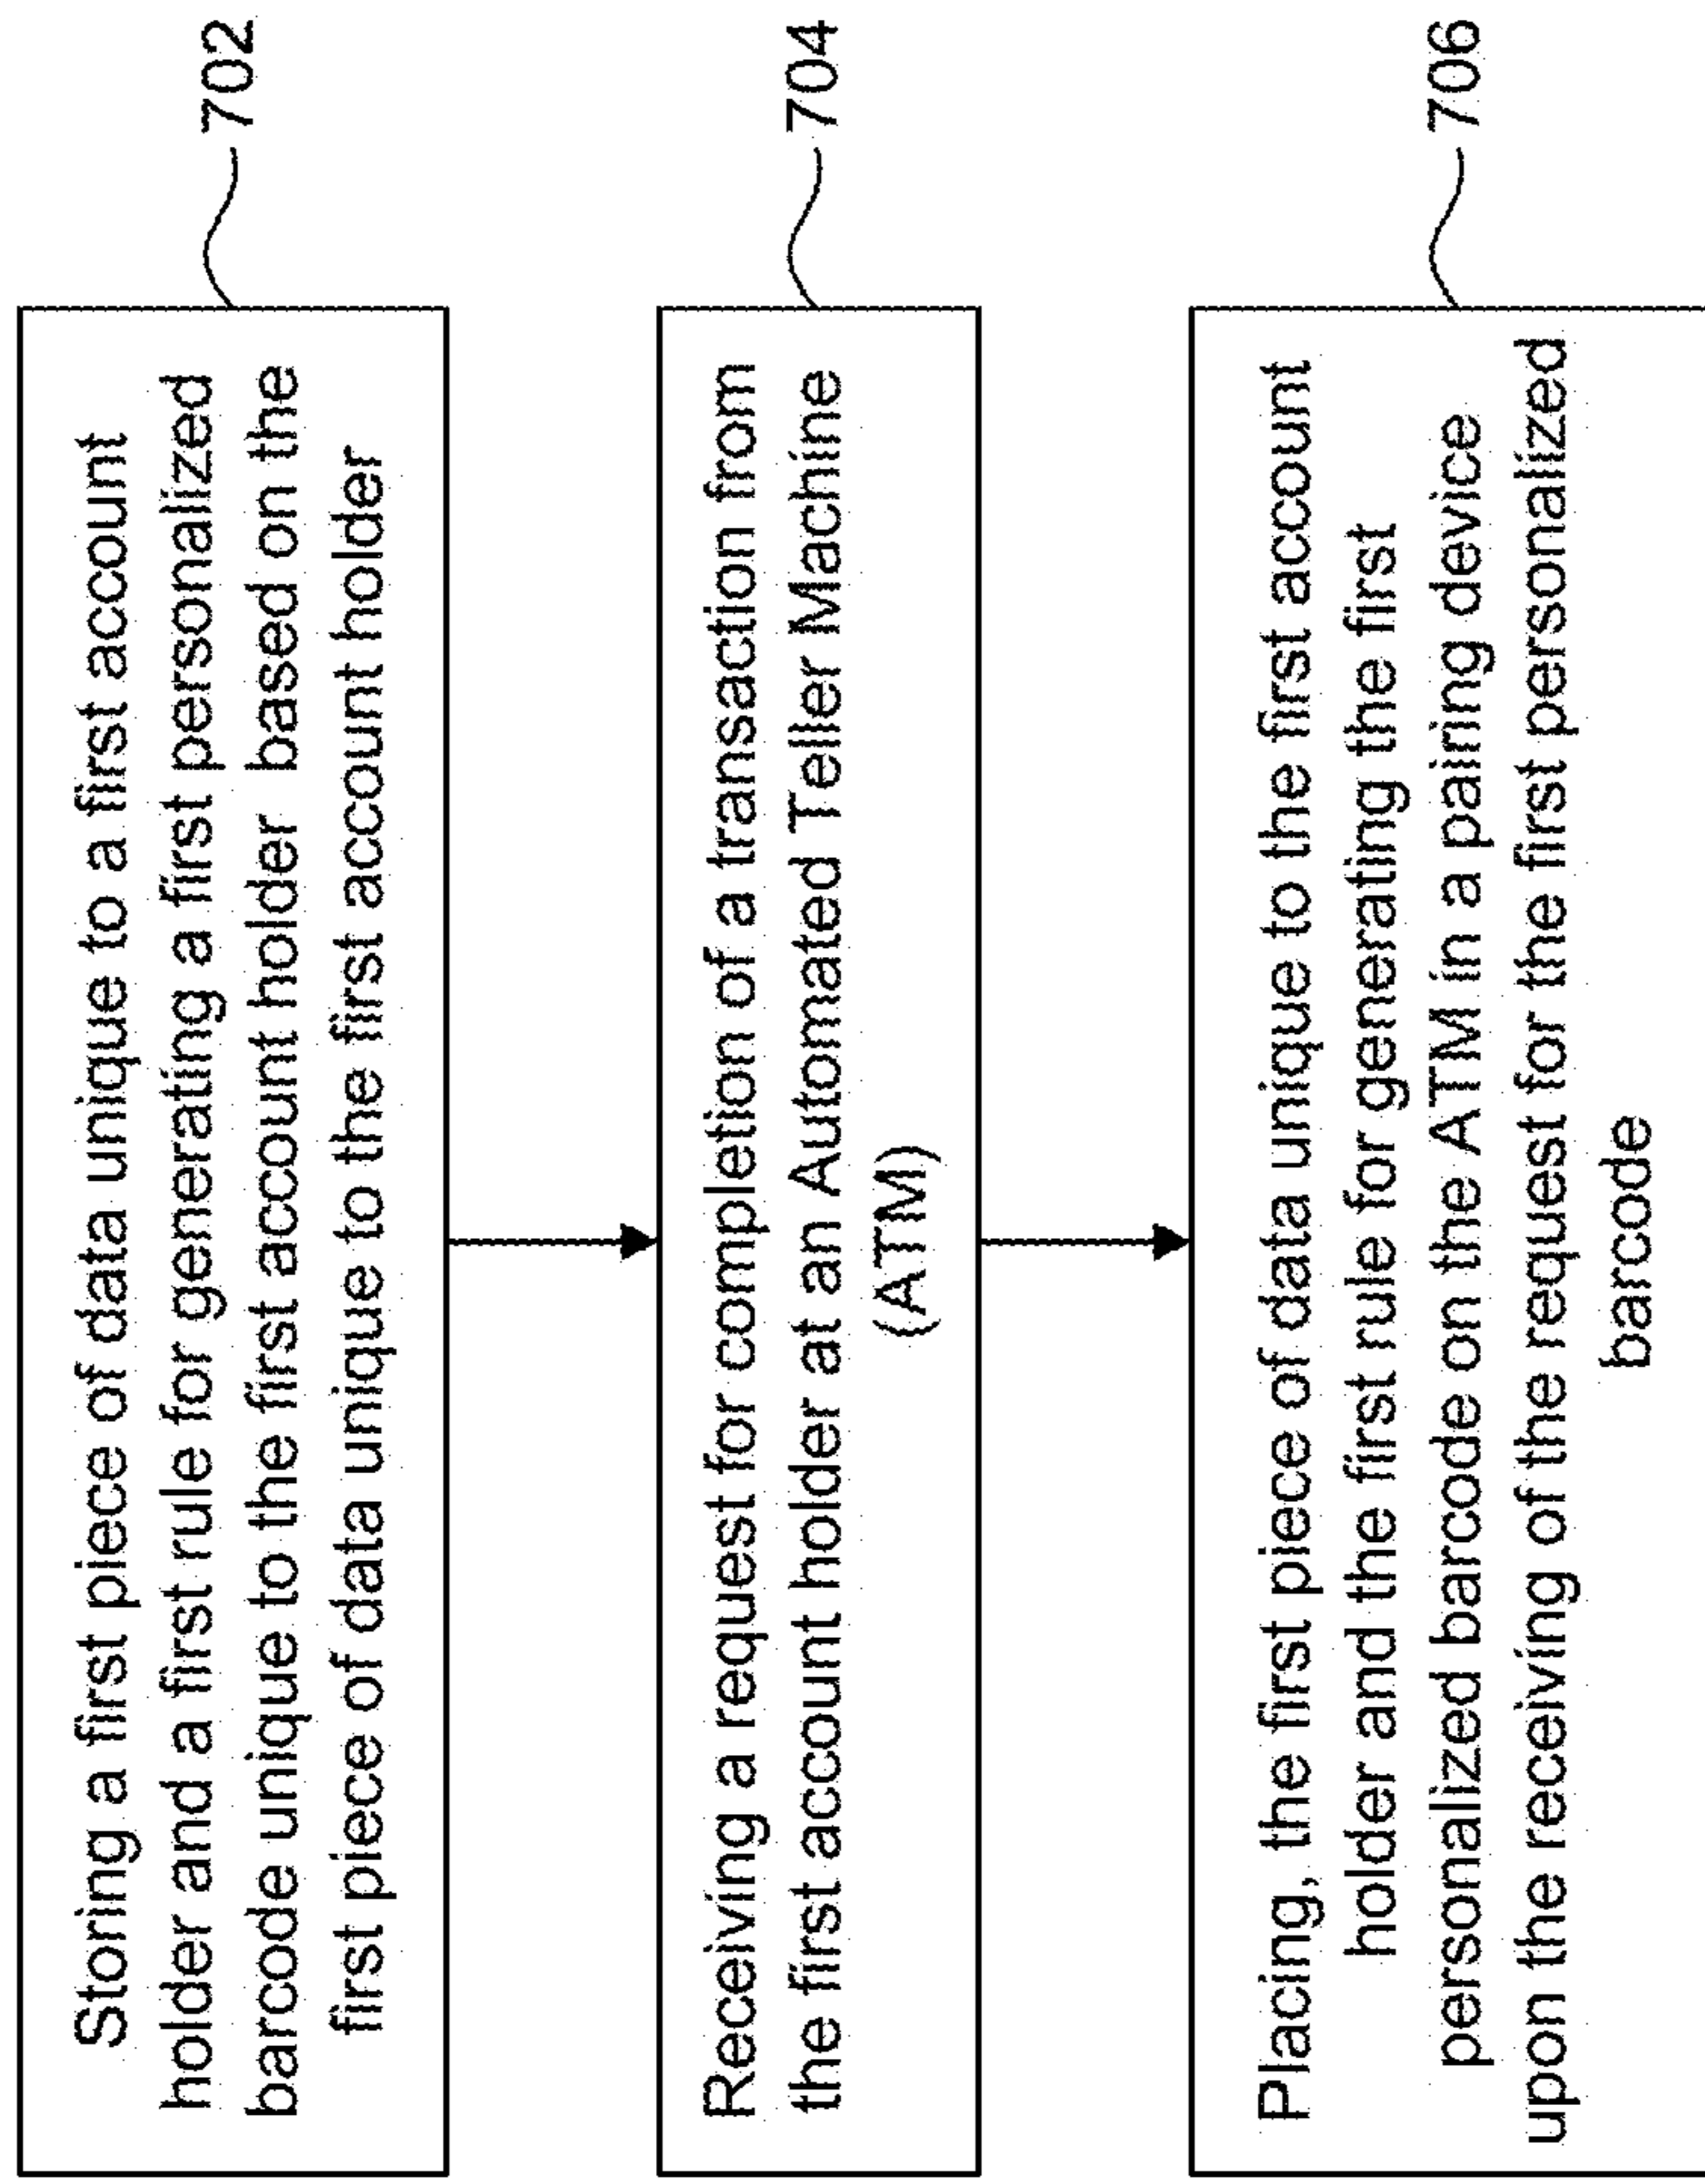 Storing a first piece of data unique to a first account
holder and a first rule for generating a first personalized
barcode unique to the first account holder based on the
first piece of data unique to the first account holder
702
Receiving a request for completion of a transaction from
the first account holder at an Automated Teller Machine
(ATM)
704
Placing, the first piece of data unique to the first account
holder and the first rule for generating the first
personalized barcode on the ATM in a pairing device
upon the receiving of the request for the first personalized
barcode
706